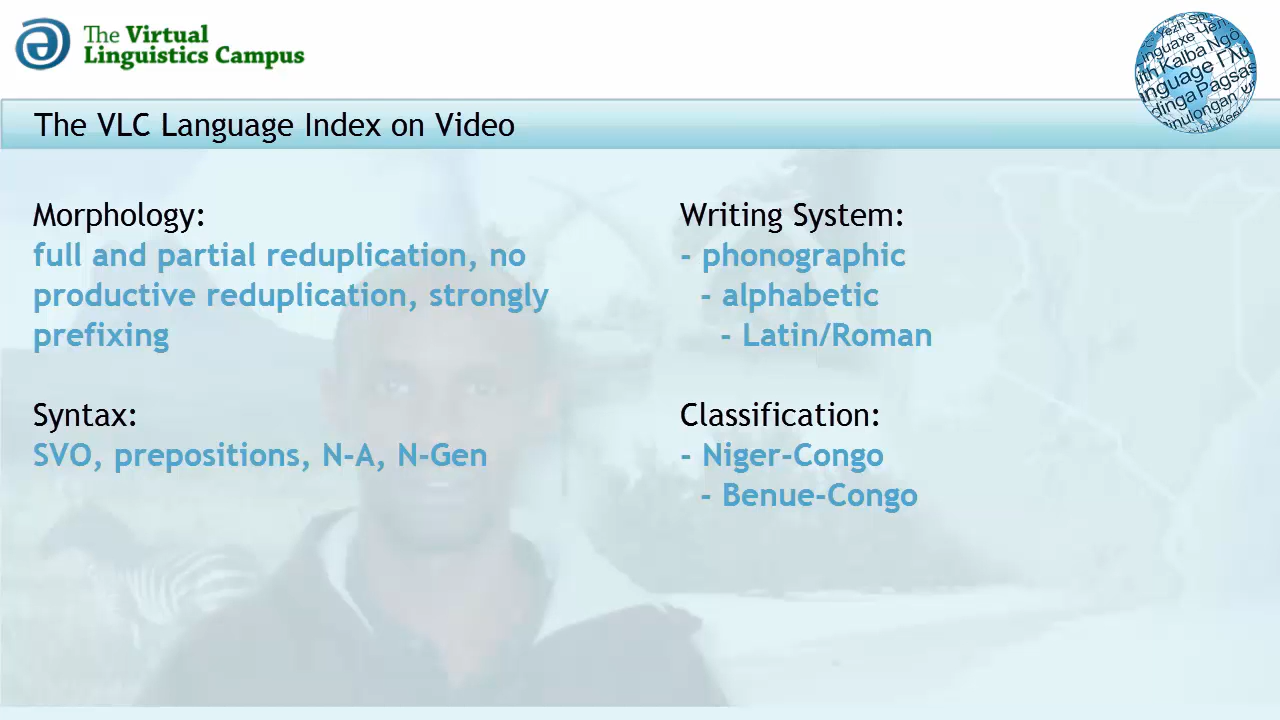 The Virtual
Linguistics Campus
The VLC Language Index on Video
Morphology:
full and partial reduplication, no
productive reduplication, strongly
prefixing
Syntax:
SVO, prepositions, N-A, N-Gen
Writing System:
- phonographic
- alphabetic
- Latin/Roman
Classification:
- Niger-Congo
- Benue-Congo